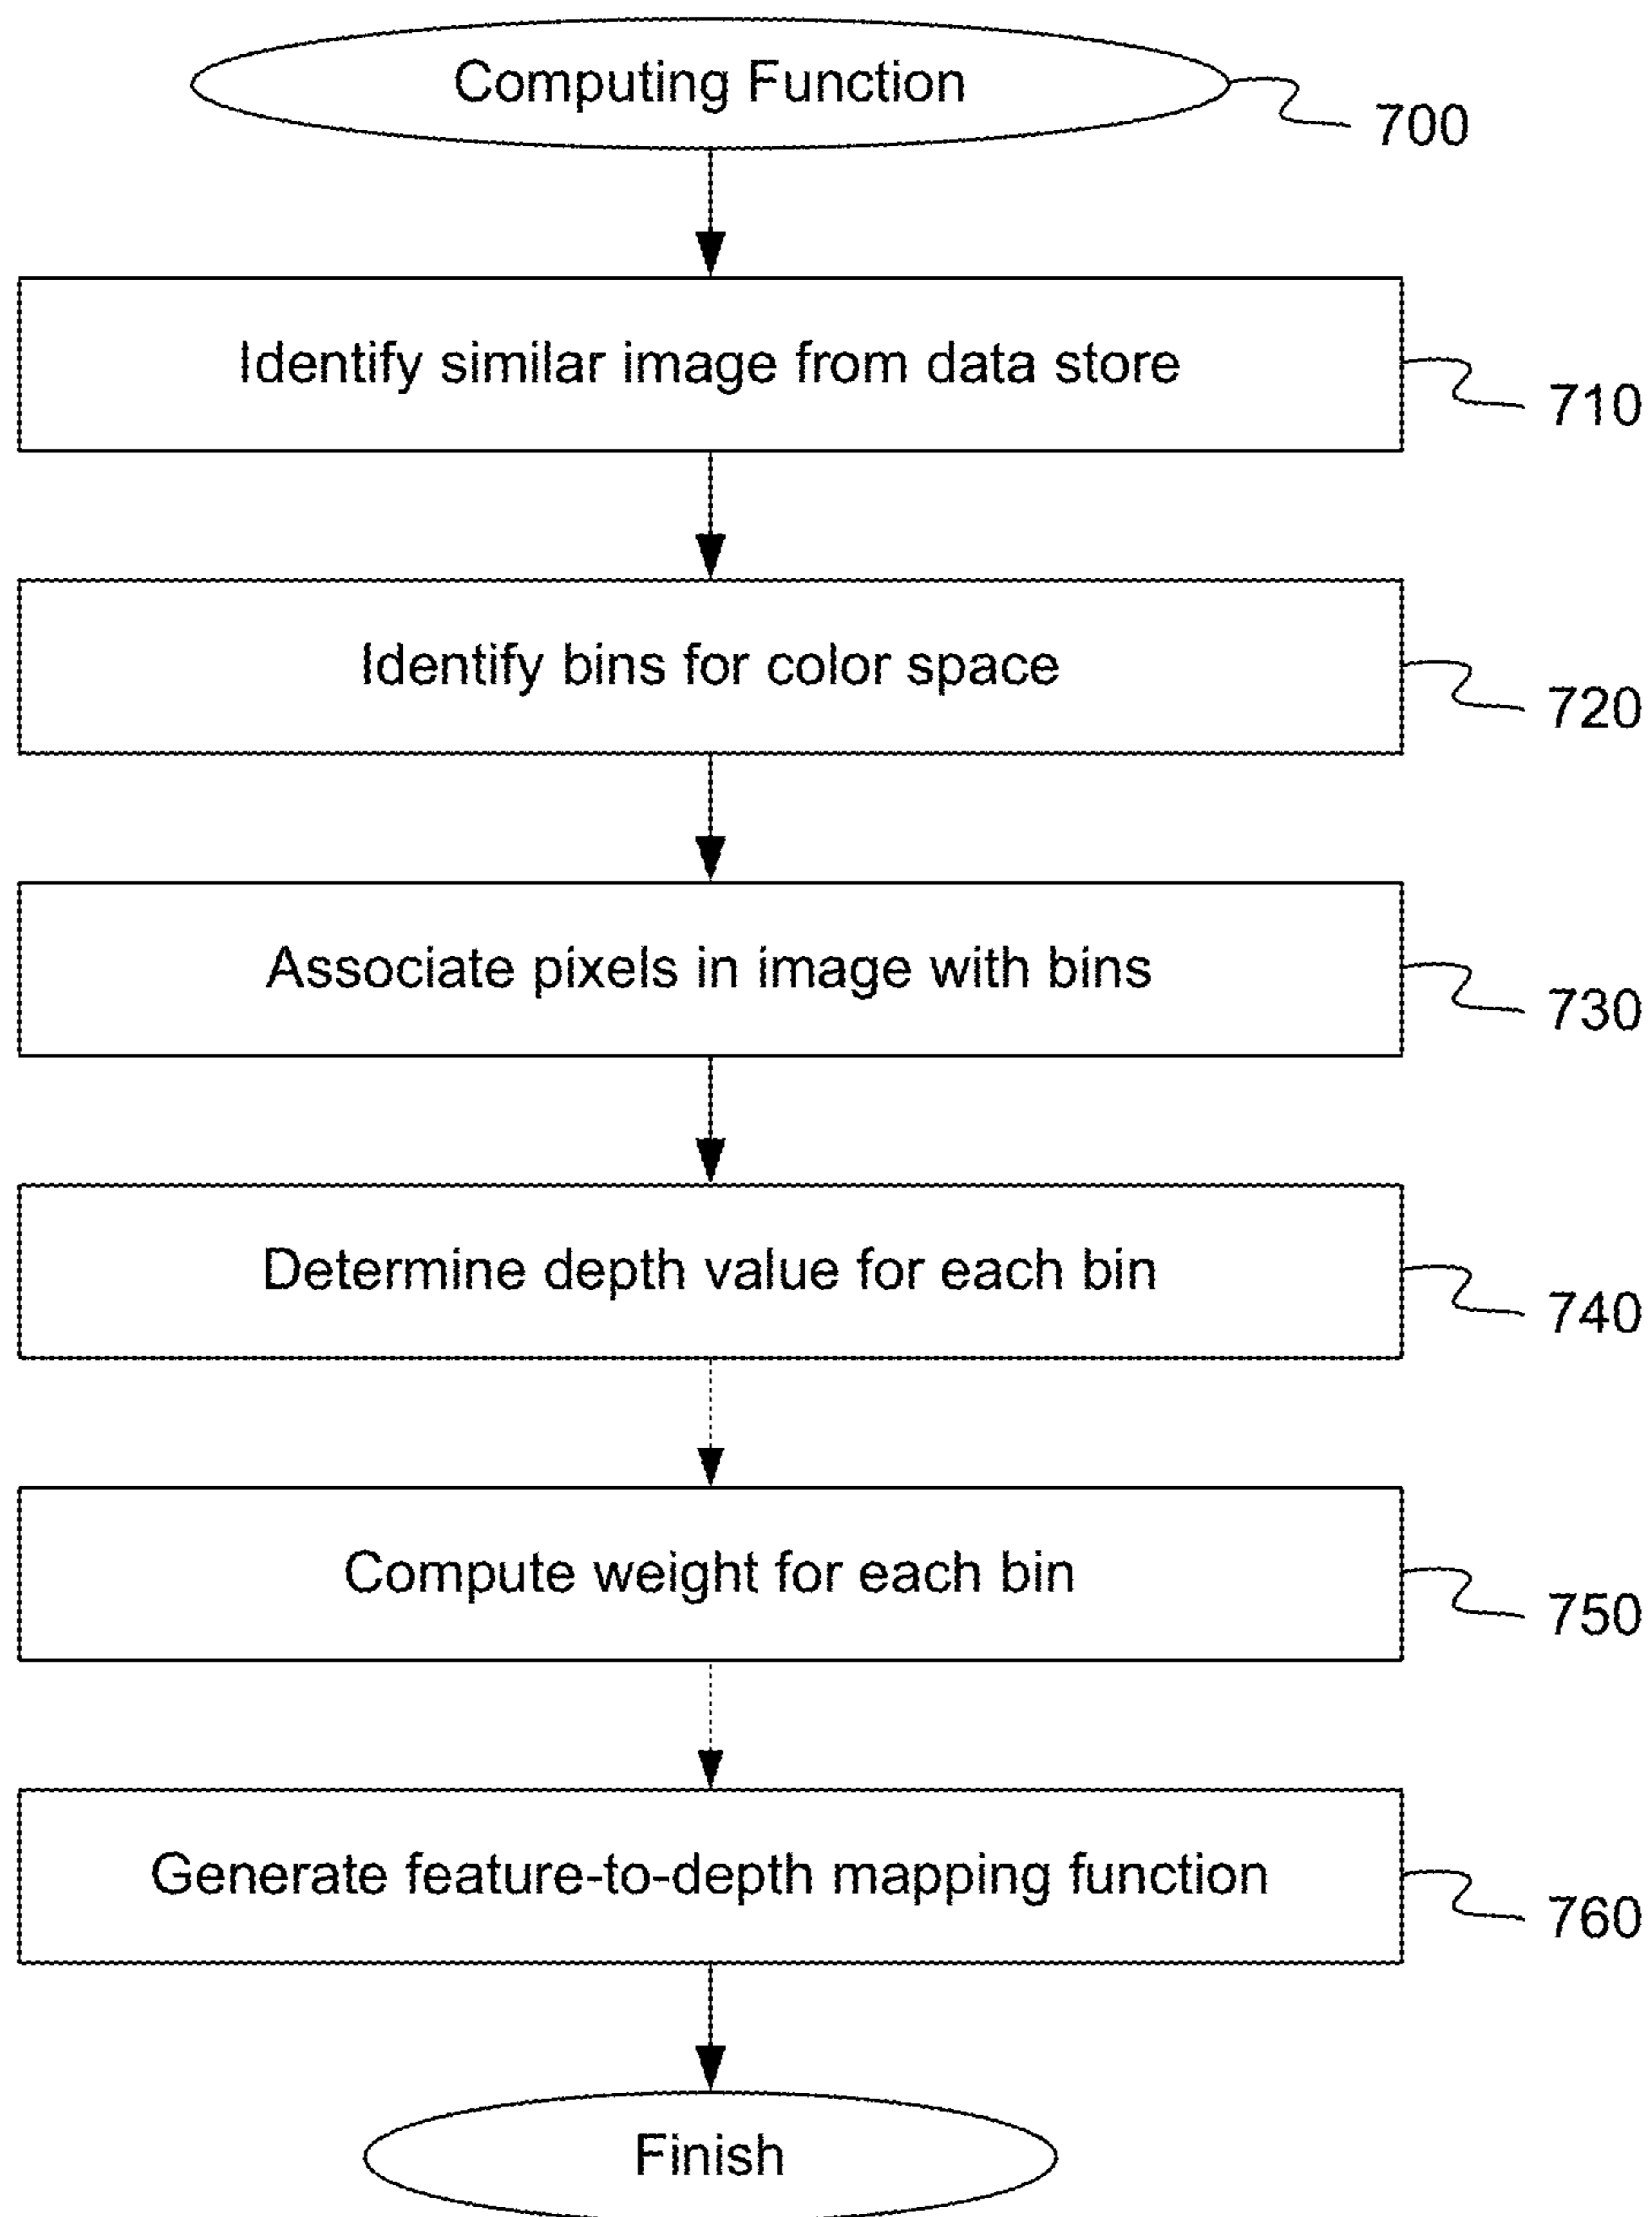 Computing Function
700
Identify similar image from data store
710
Identify bins for color space
720
Associate pixels in image with bins
730
Determine depth value for each bin
740
Compute weight for each bin
750
Generate feature-to-depth mapping function
760
Finish